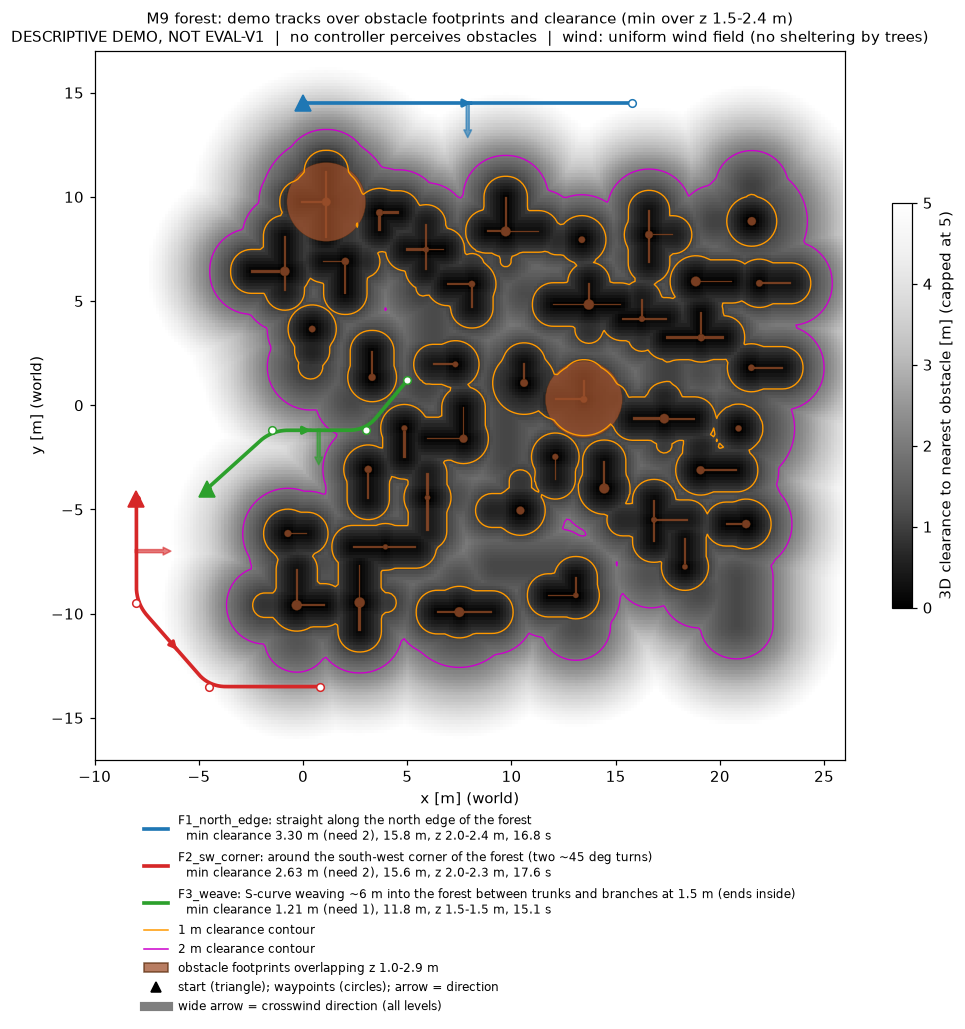 M9 forest: demo tracks over obstacle footprints and clearance (min over z 1.5-2.4 m)
DESCRIPTIVE DEMO, NOT EVAL-V1 | no controller perceives obstacles | wind: uniform wind field (no sheltering by trees)
15
10
5
0
−5
−10
−15
y [m] (world)
−10
−5
0
5
10
15
20
25
x [m] (world)
5
4
3
2
1
0
3D clearance to nearest obstacle [m] (capped at 5)
F1_north_edge: straight along the north edge of the forest
min clearance 3.30 m (need 2), 15.8 m, z 2.0-2.4 m, 16.8 s
F2_sw_corner: around the south-west corner of the forest (two ~45 deg turns)
min clearance 2.63 m (need 2), 15.6 m, z 2.0-2.3 m, 17.6 s
F3_weave: S-curve weaving ~6 m into the forest between trunks and branches at 1.5 m (ends inside)
min clearance 1.21 m (need 1), 11.8 m, z 1.5-1.5 m, 15.1 s
1 m clearance contour
2 m clearance contour
obstacle footprints overlapping z 1.0-2.9 m
start (triangle); waypoints (circles); arrow = direction
wide arrow = crosswind direction (all levels)